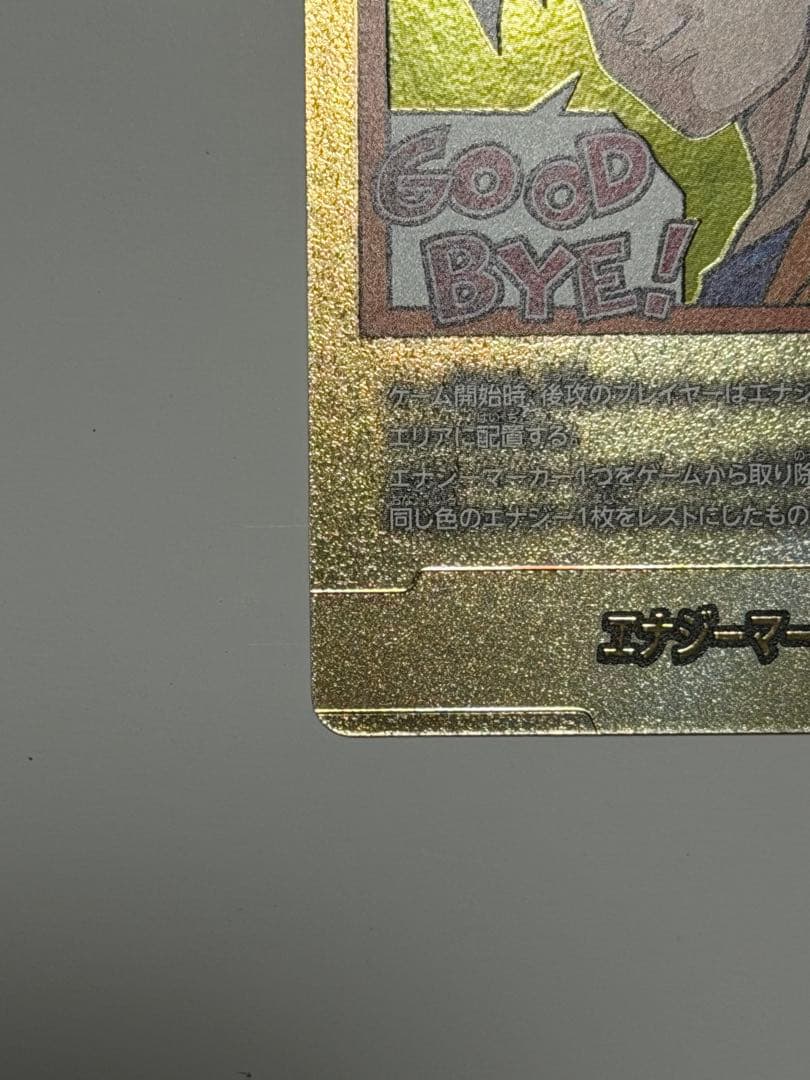 GOOD
BYE!
ゲーム開始時、後攻のプレイヤーはエナジ
エリアに配置する。
エナジーマーカー1つをゲームから取り除
同じ色のエナジー1枚をレストにしたもの
エナジーマー